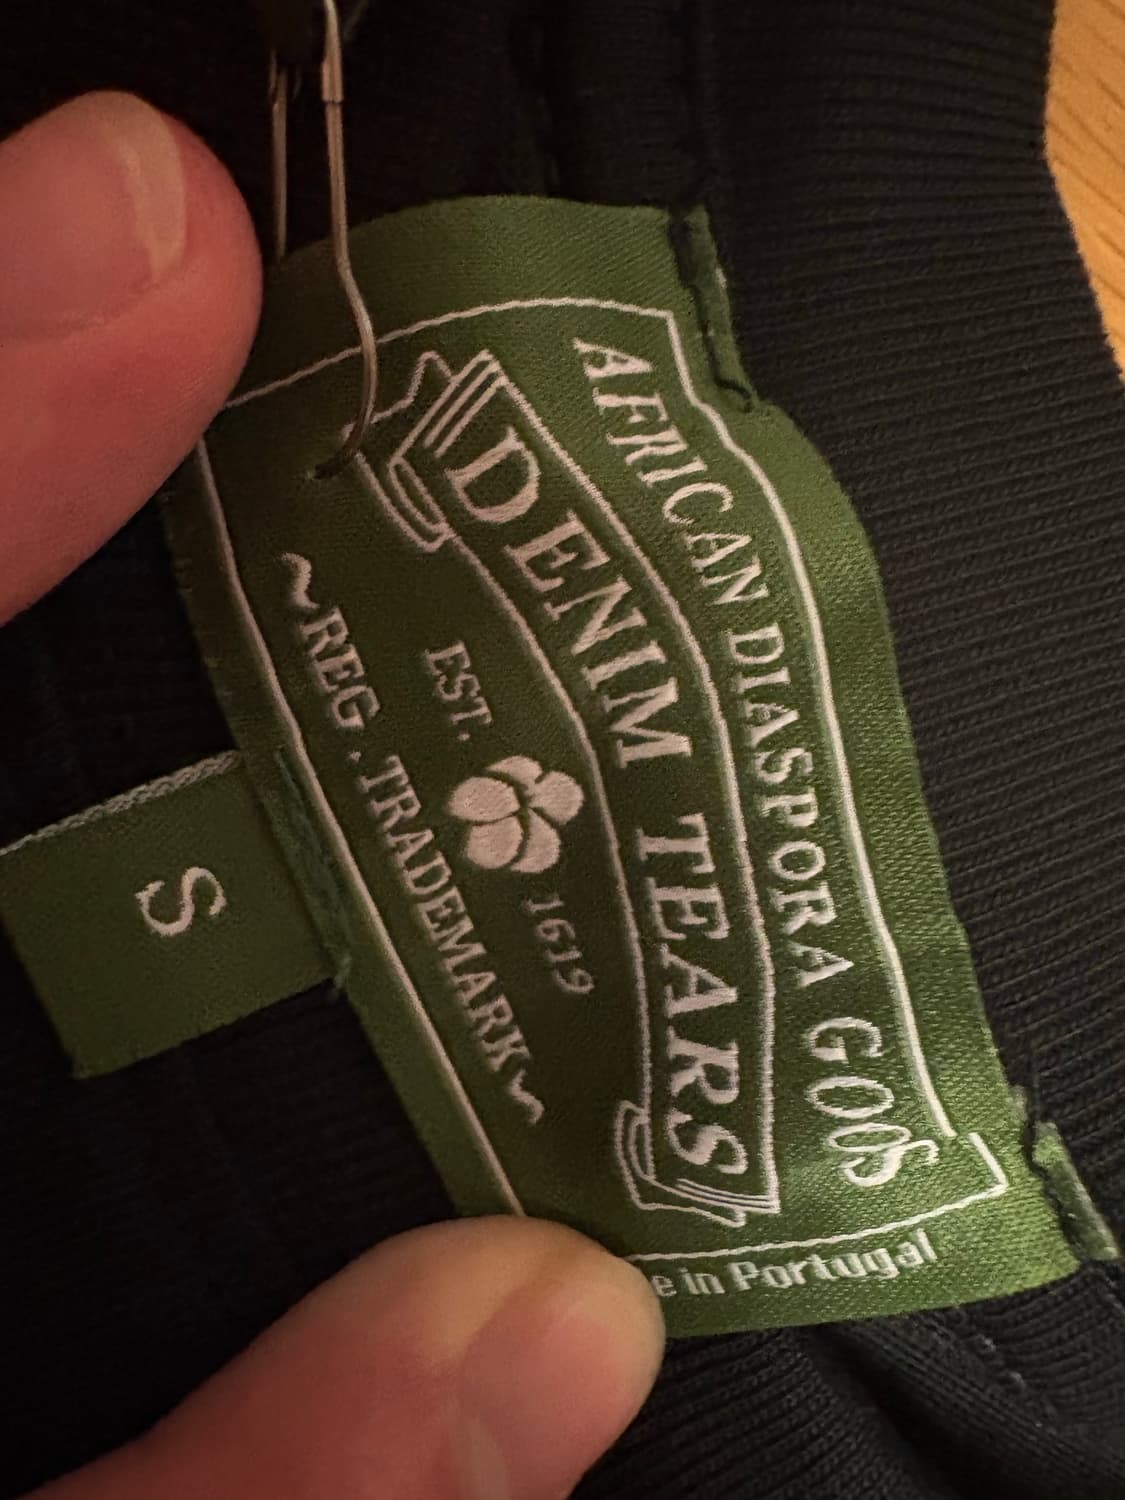 AFRICAN DIASPORA GOODS
DENIM TEARS
EST. 1619
~REG. TRADEMARK~
in Portugal
S